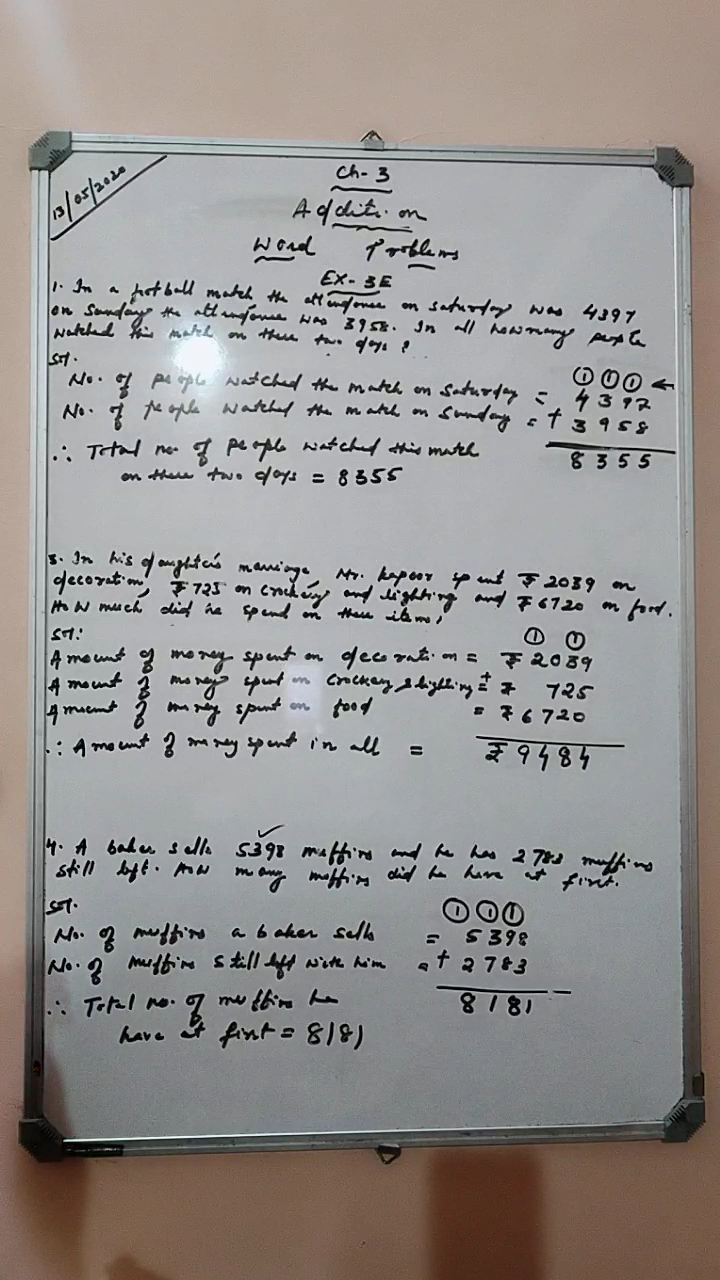 13/05/2020
Ch-3
Addition
Word Problems
EX-3E
1. In a football match the attendance on saturday was 4397
on Sunday the attendance was 3958. In all how many people
watched this match on these two days?
Sol.
No. of people watched the match on Saturday = 4397
No. of people watched the match on Sunday = + 3958
∴ Total no. of people watched this match 8355
on these two days = 8355
3. In his daughter's marriage, Mr. Kapoor spent ₹ 2039 on
decoration, ₹ 725 on crockery and lighting and ₹ 6720 on food.
How much did he spend on these items,
Sol:
① ①
Amount of money spent on decoration = ₹ 2039
Amount of money spent on crockery & lighting = + ₹ 725
Amount of money spent on food = ₹ 6720
∴ Amount of money spent in all = ₹ 9484
4. A baker sells 5398 muffins and he has 2783 muffins
still left. How many muffins did he have at first.
Sol.
① ① ①
No. of muffins a baker sells = 5398
No. of muffins still left with him = + 2783
∴ Total no. of muffins he 8181
have at first = 8181